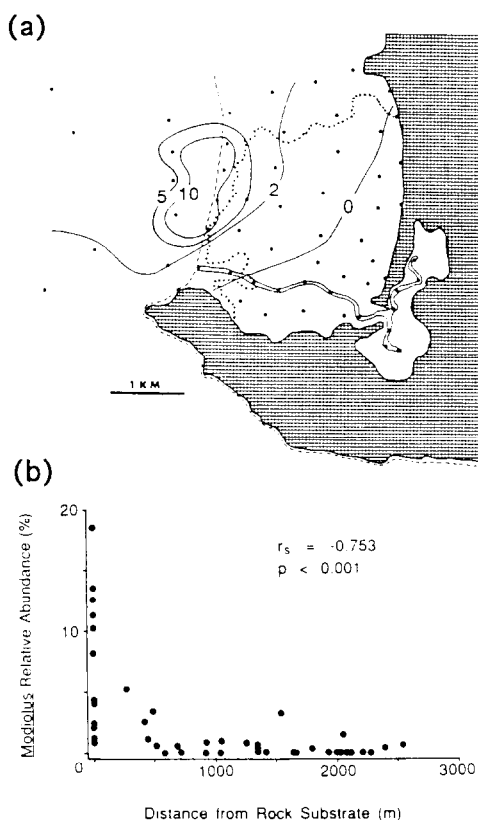 (a)
5
10
2
0
1 KM
(b)
Modiolus Relative Abundance (%)
20
10
0
r_s = -0.753
p < 0.001
0
1000
2000
3000
Distance from Rock Substrate (m)